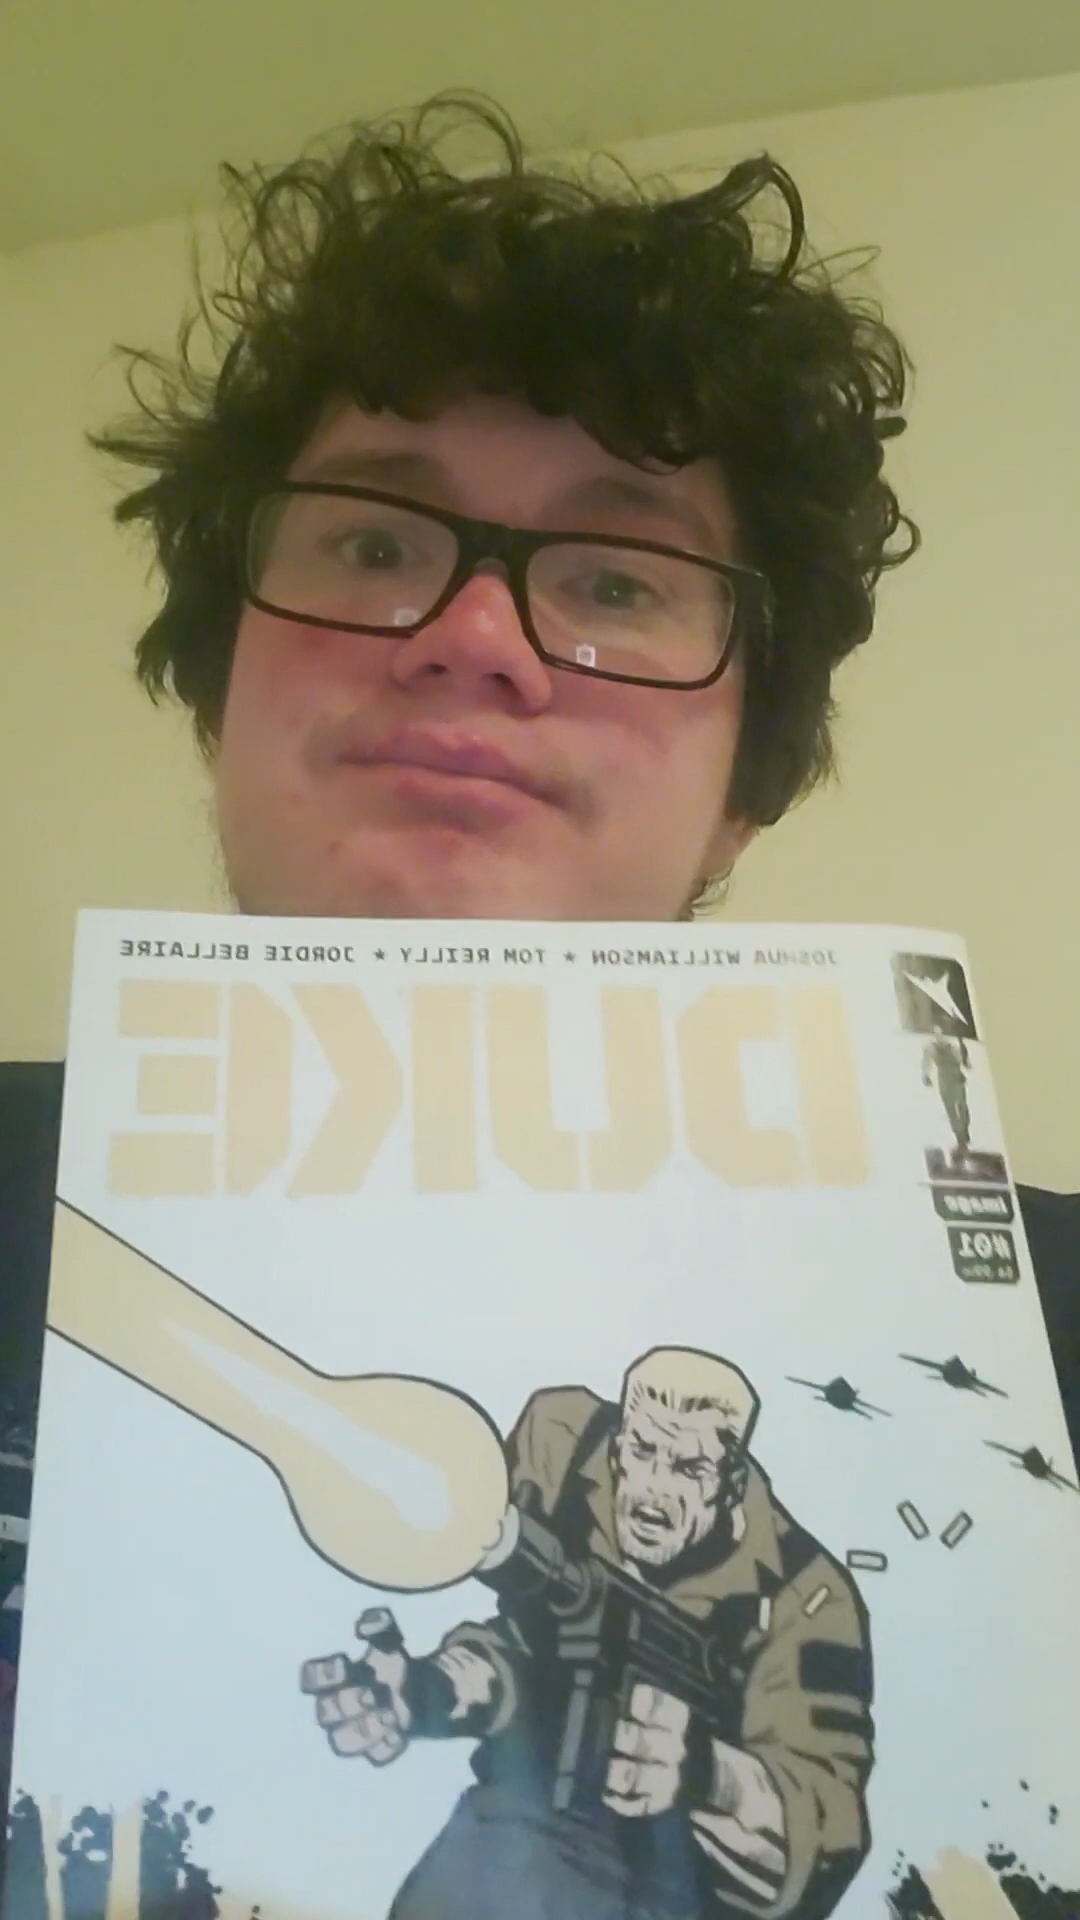 JOSHUA WILLIAMSON ★ TOM REILLY ★ JORDIE BELLAIRE
DUKE
image
#01